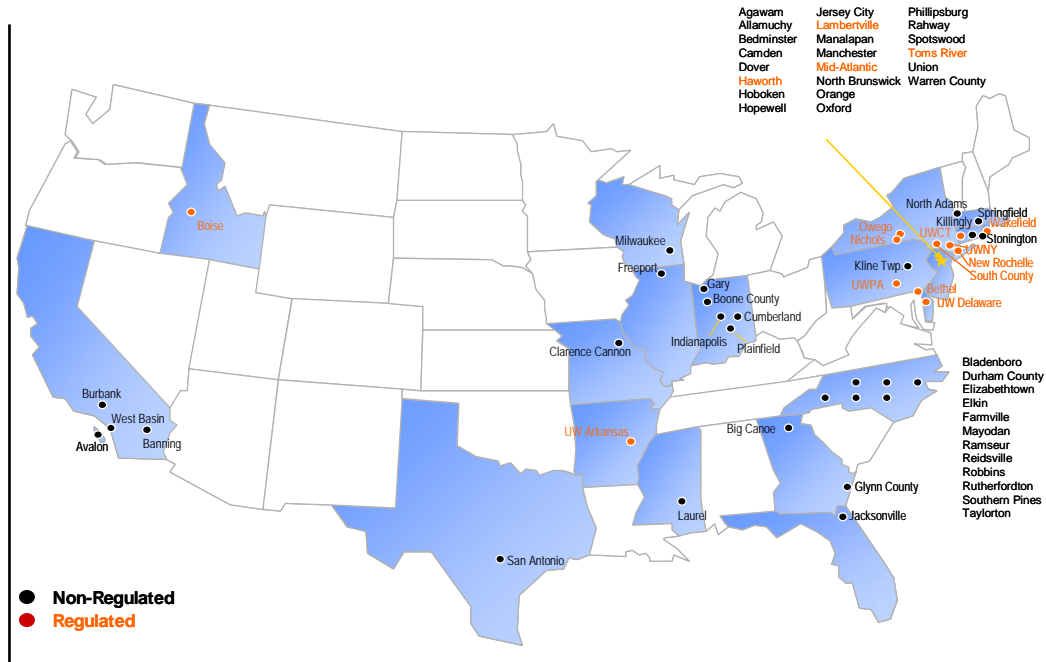 Agawam Jersey City Phillipsburg
Allamuchy Lambertville Rahway
Bedminster Manalapan Spotswood
Camden Manchester Toms River
Dover Mid-Atlantic Union
Haworth North Brunswick Warren County
Hoboken Orange
Hopewell Oxford
North Adams
Springfield
Killingly
Wakefield
Boise
Owego
UWCT
Stonington
Nichols
Milwaukee
UWNY
New Rochelle
Freeport
Kline Twp.
South County
Gary
UWPA
Bethel
Boone County
UW Delaware
Cumberland
Indianapolis
Plainfield
Clarence Cannon
Bladenboro
Durham County
Elizabethtown
Elkin
Farmville
Mayodan
Ramseur
Reidsville
Robbins
Rutherfordton
Southern Pines
Taylorton
Burbank
West Basin
Avalon
Banning
UW Arkansas
Big Canoe
Glynn County
Laurel
Jacksonville
San Antonio
Non-Regulated
Regulated